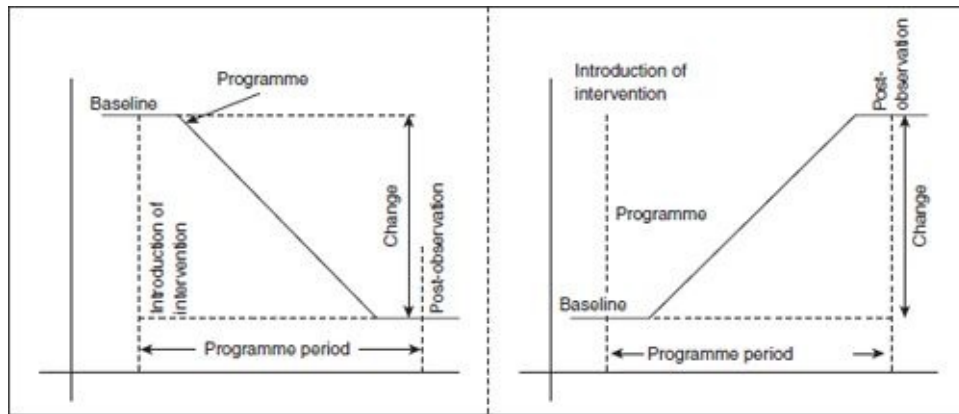 Programme
Baseline
Introduction of
intervention
Change
Post-observation
Programme period
Introduction of
intervention
Post-
observation
Programme
Change
Baseline
Programme period